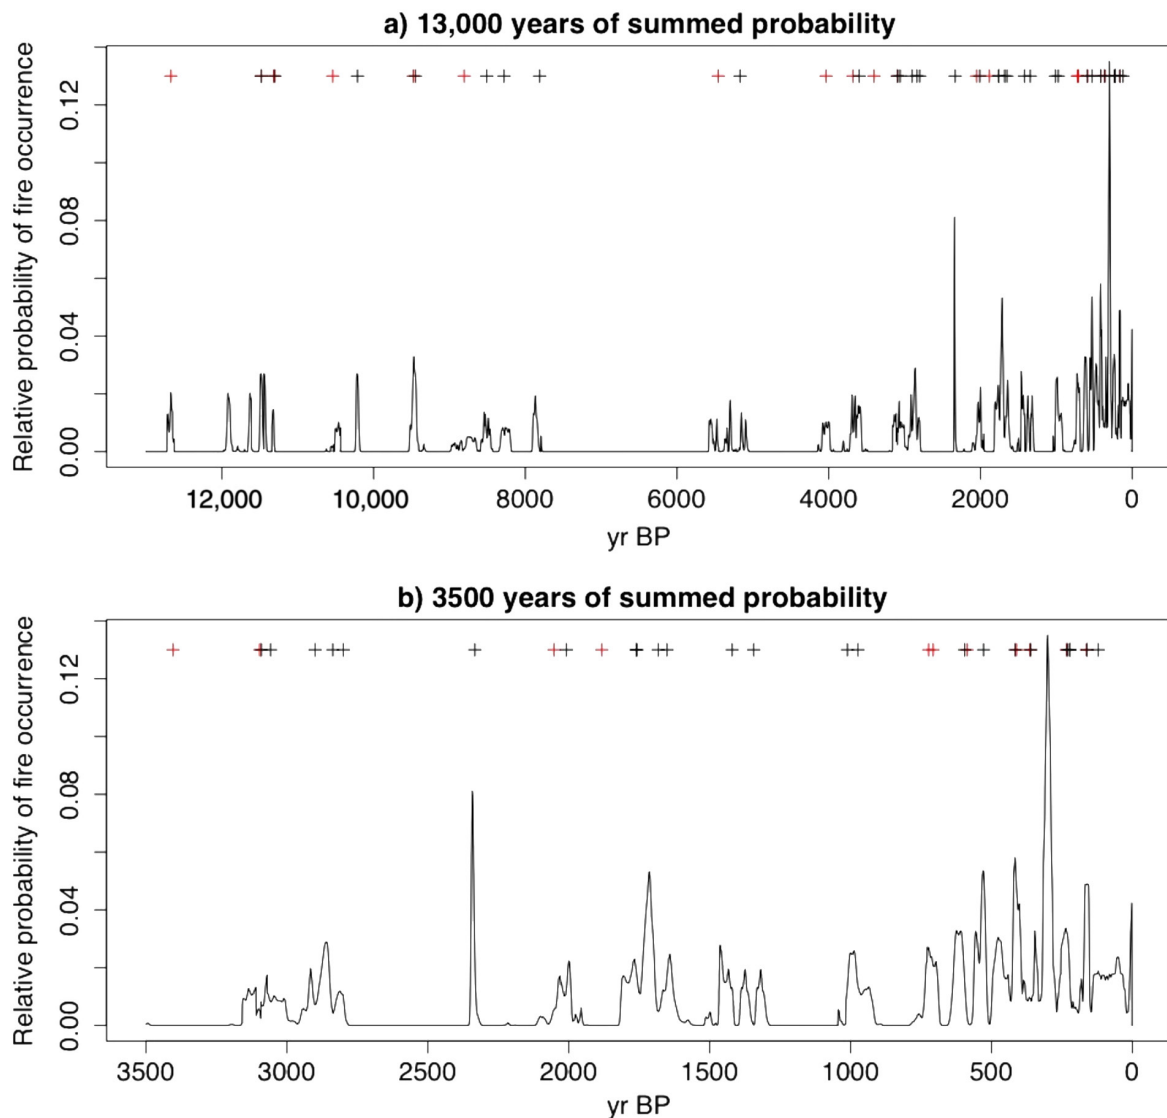 a) 13,000 years of summed probability
Relative probability of fire occurrence
0.12
0.08
0.04
0.00
12,000 10,000 8000 6000 4000 2000 0
yr BP
b) 3500 years of summed probability
Relative probability of fire occurrence
0.12
0.08
0.04
0.00
3500 3000 2500 2000 1500 1000 500 0
yr BP